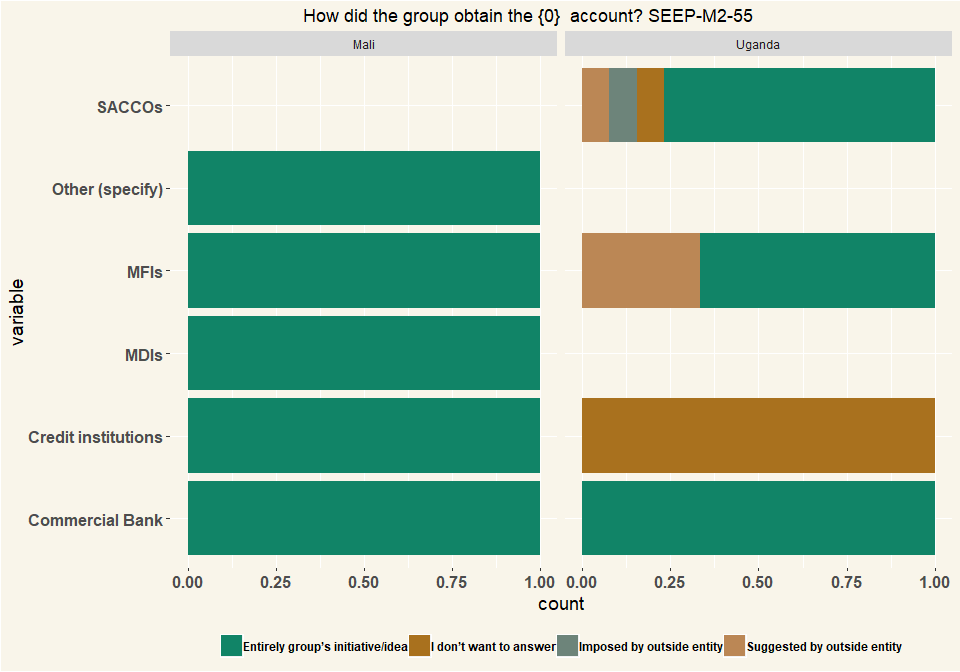 How did the group obtain the {0}  account? SEEP-M2-55
Mali
Uganda
SACCOs
Other (specify)
MFIs
MDIs
Credit institutions
Commercial Bank
variable
0.00 0.25 0.50 0.75 1.00
0.00 0.25 0.50 0.75 1.00
count
Entirely group's initiative/idea I don't want to answer Imposed by outside entity Suggested by outside entity